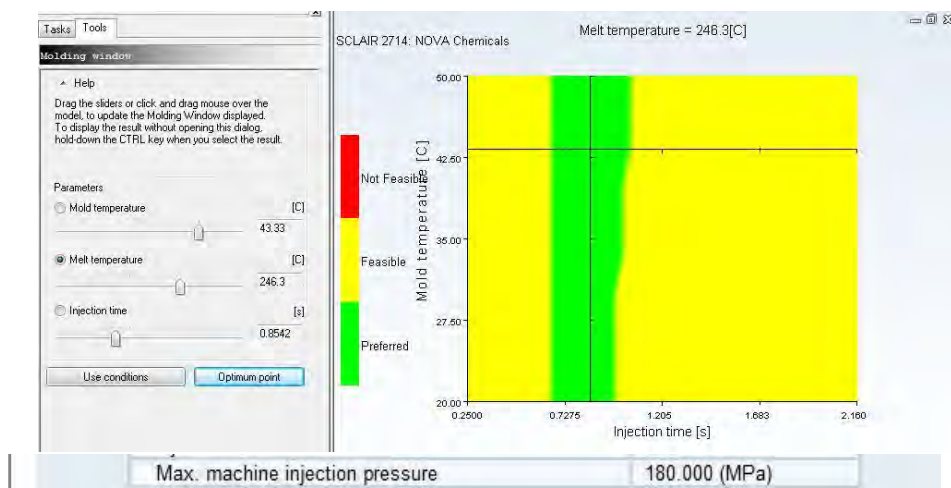 Tasks
Tools
Molding window
Help
Drag the sliders or click and drag mouse over the
model, to update the Molding Window displayed.
To display the result without opening this dialog,
hold-down the CTRL key when you select the result.
Parameters
Mold temperature [C]
43.33
Melt temperature [C]
246.3
Injection time [s]
0.8542
Use conditions
Optimum point
SCLAIR 2714: NOVA Chemicals
Melt temperature = 246.3[C]
Not Feasible
Feasible
Preferred
Mold temperature [C]
50.00
42.50
35.00
27.50
20.00
0.2500 0.7275 1.205 1.683 2.160
Injection time [s]
Max. machine injection pressure 180.000 (MPa)